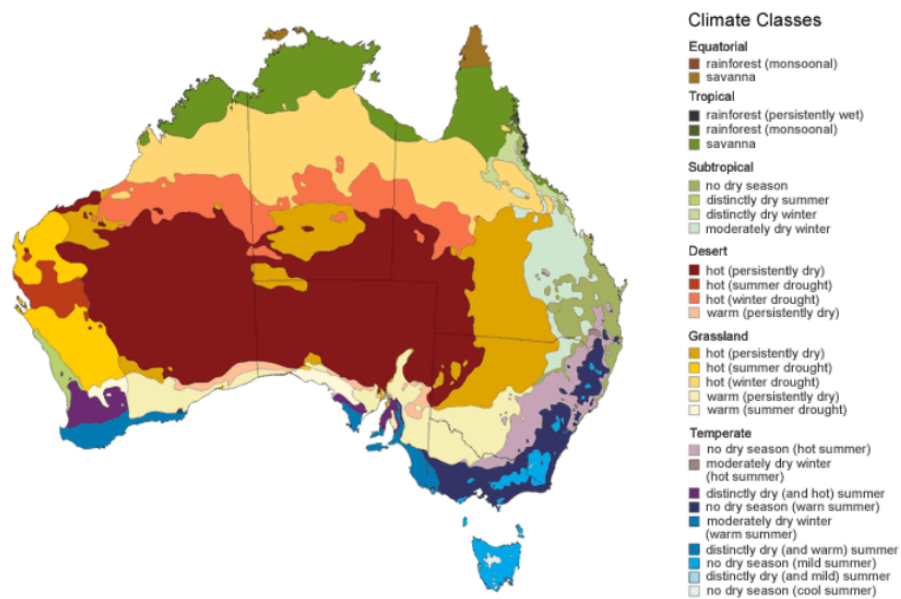 Climate Classes
Equatorial
rainforest (monsoonal)
savanna
Tropical
rainforest (persistently wet)
rainforest (monsoonal)
savanna
Subtropical
no dry season
distinctly dry summer
distinctly dry winter
moderately dry winter
Desert
hot (persistently dry)
hot (summer drought)
hot (winter drought)
warm (persistently dry)
Grassland
hot (persistently dry)
hot (summer drought)
hot (winter drought)
warm (persistently dry)
warm (summer drought)
Temperate
no dry season (hot summer)
moderately dry winter
(hot summer)
distinctly dry (and hot) summer
no dry season (warn summer)
moderately dry winter
(warm summer)
distinctly dry (and warm) summer
no dry season (mild summer)
distinctly dry (and mild) summer
no dry season (cool summer)